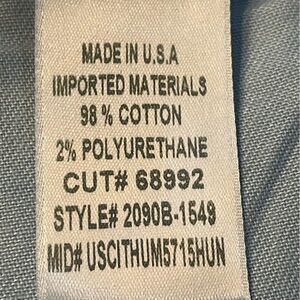 MADE IN U.S.A
IMPORTED MATERIALS
98 % COTTON
2% POLYURETHANE
CUT# 68992
STYLE# 2090B-1549
MID# USCITHUM5715HUN